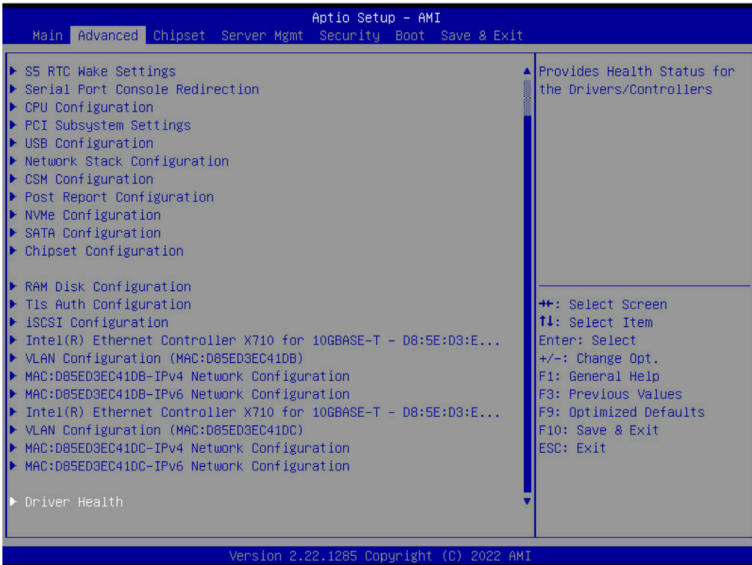 Aptio Setup – AMI
Main Advanced Chipset Server Mgmt Security Boot Save & Exit
S5 RTC Wake Settings
Serial Port Console Redirection
CPU Configuration
PCI Subsystem Settings
USB Configuration
Network Stack Configuration
CSM Configuration
Post Report Configuration
NVMe Configuration
SATA Configuration
Chipset Configuration
RAM Disk Configuration
Tls Auth Configuration
iSCSI Configuration
Intel(R) Ethernet Controller X710 for 10GBASE-T – D8:5E:D3:E...
VLAN Configuration (MAC:D85ED3EC41DB)
MAC:D85ED3EC41DB-IPv4 Network Configuration
MAC:D85ED3EC41DB-IPv6 Network Configuration
Intel(R) Ethernet Controller X710 for 10GBASE-T – D8:5E:D3:E...
VLAN Configuration (MAC:D85ED3EC41DC)
MAC:D85ED3EC41DC-IPv4 Network Configuration
MAC:D85ED3EC41DC-IPv6 Network Configuration
Driver Health
Provides Health Status for
the Drivers/Controllers
→←: Select Screen
↑↓: Select Item
Enter: Select
+/-: Change Opt.
F1: General Help
F3: Previous Values
F9: Optimized Defaults
F10: Save & Exit
ESC: Exit
Version 2.22.1285 Copyright (C) 2022 AMI